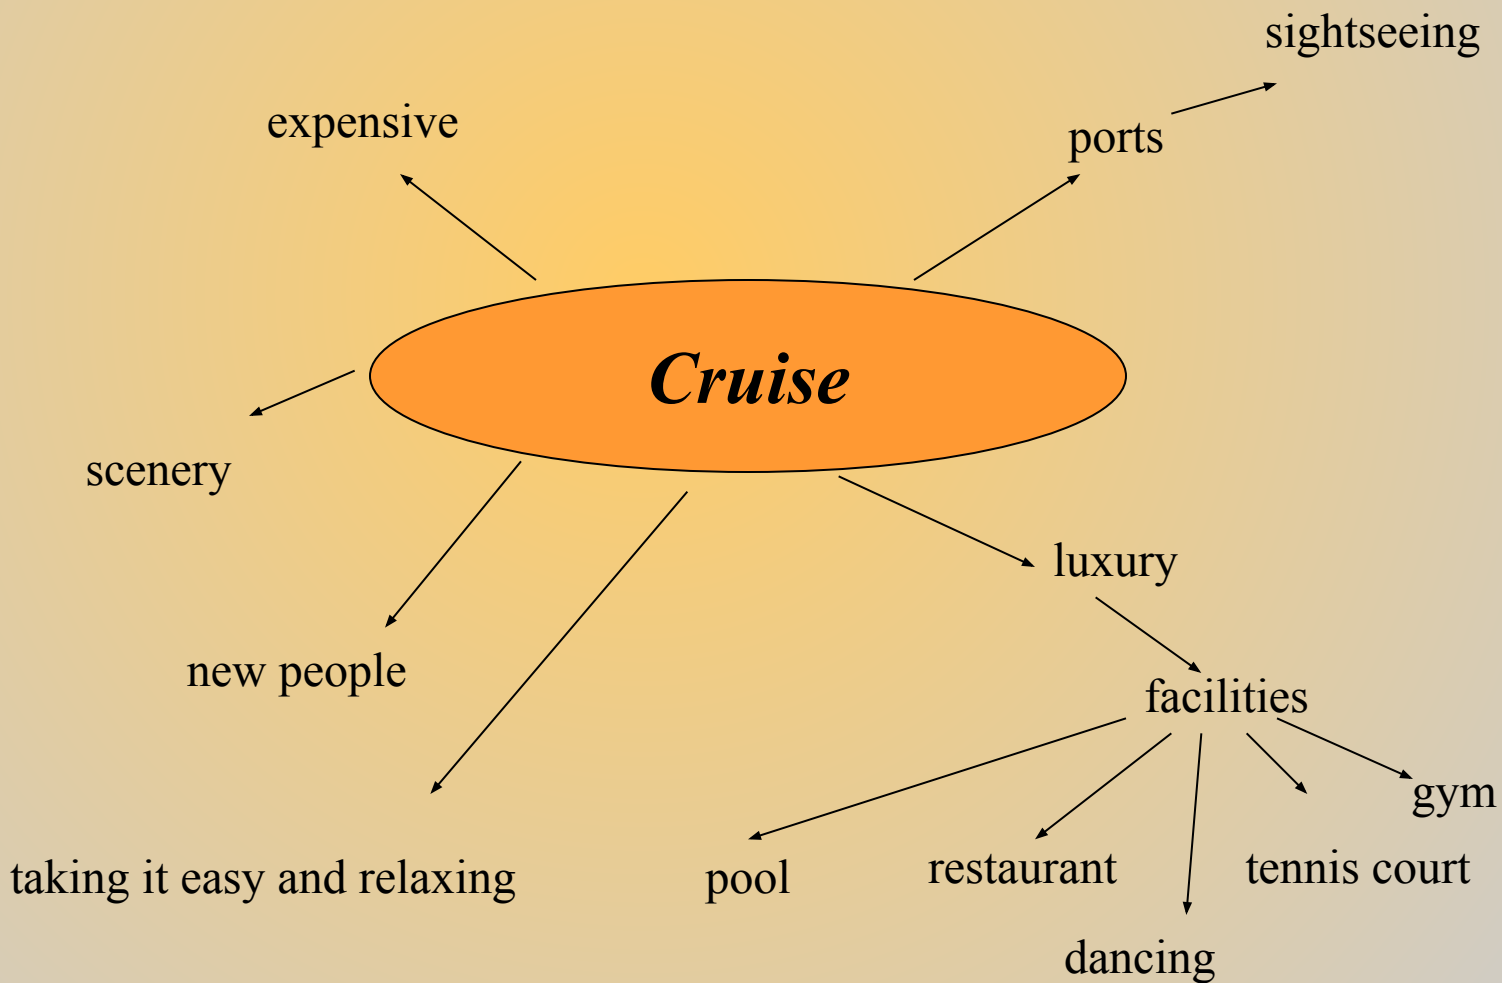 sightseeing
expensive
ports
Cruise
scenery
luxury
new people
facilities
gym
taking it easy and relaxing
pool
restaurant
tennis court
dancing